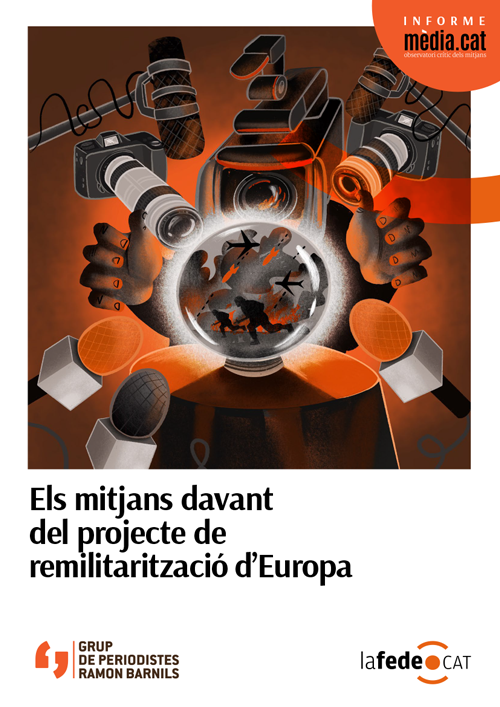 INFORME
mèdia.cat
observatori crític dels mitjans
Els mitjans davant
del projecte de
remilitarització d'Europa
GRUP
DE PERIODISTES
RAMON BARNILS
lafede.CAT